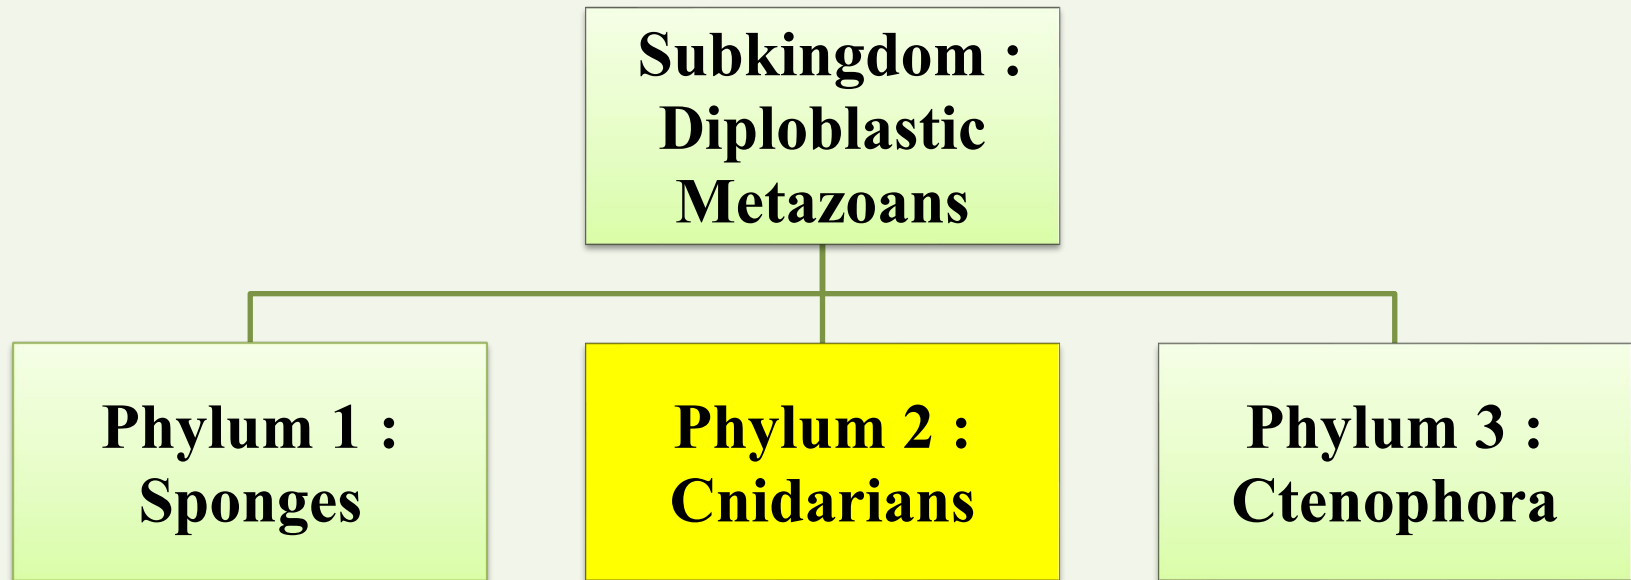 Subkingdom :
Diploblastic
Metazoans
Phylum 1 :
Sponges
Phylum 2 :
Cnidarians
Phylum 3 :
Ctenophora